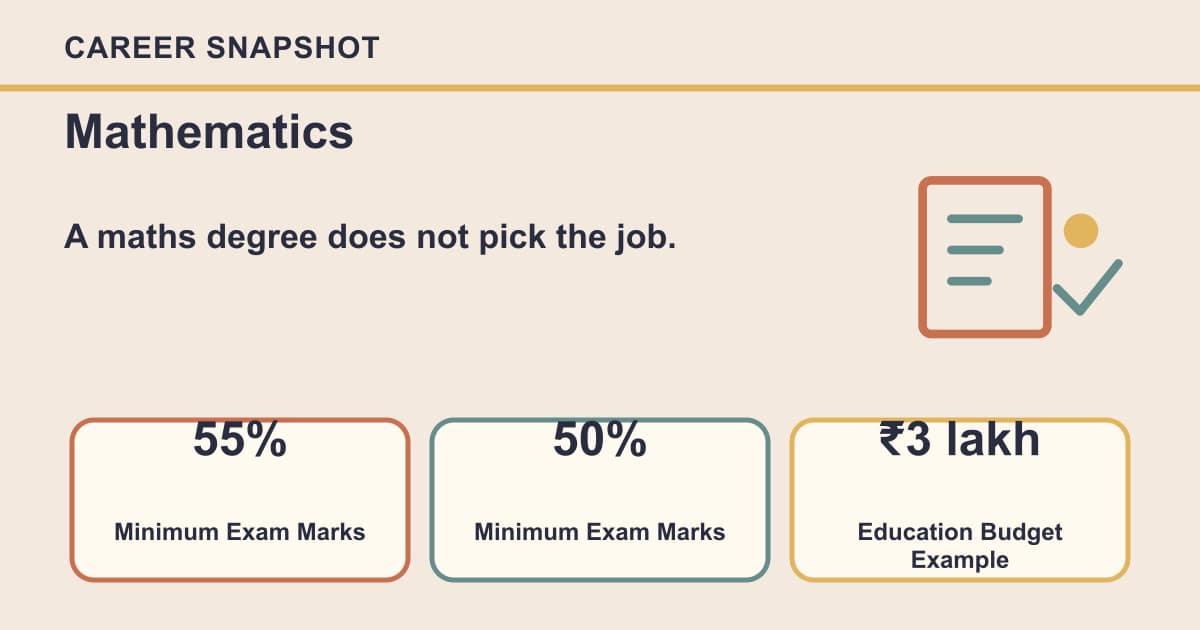 CAREER SNAPSHOT
Mathematics
A maths degree does not pick the job.
55%
Minimum Exam Marks
50%
Minimum Exam Marks
₹3 lakh
Education Budget
Example